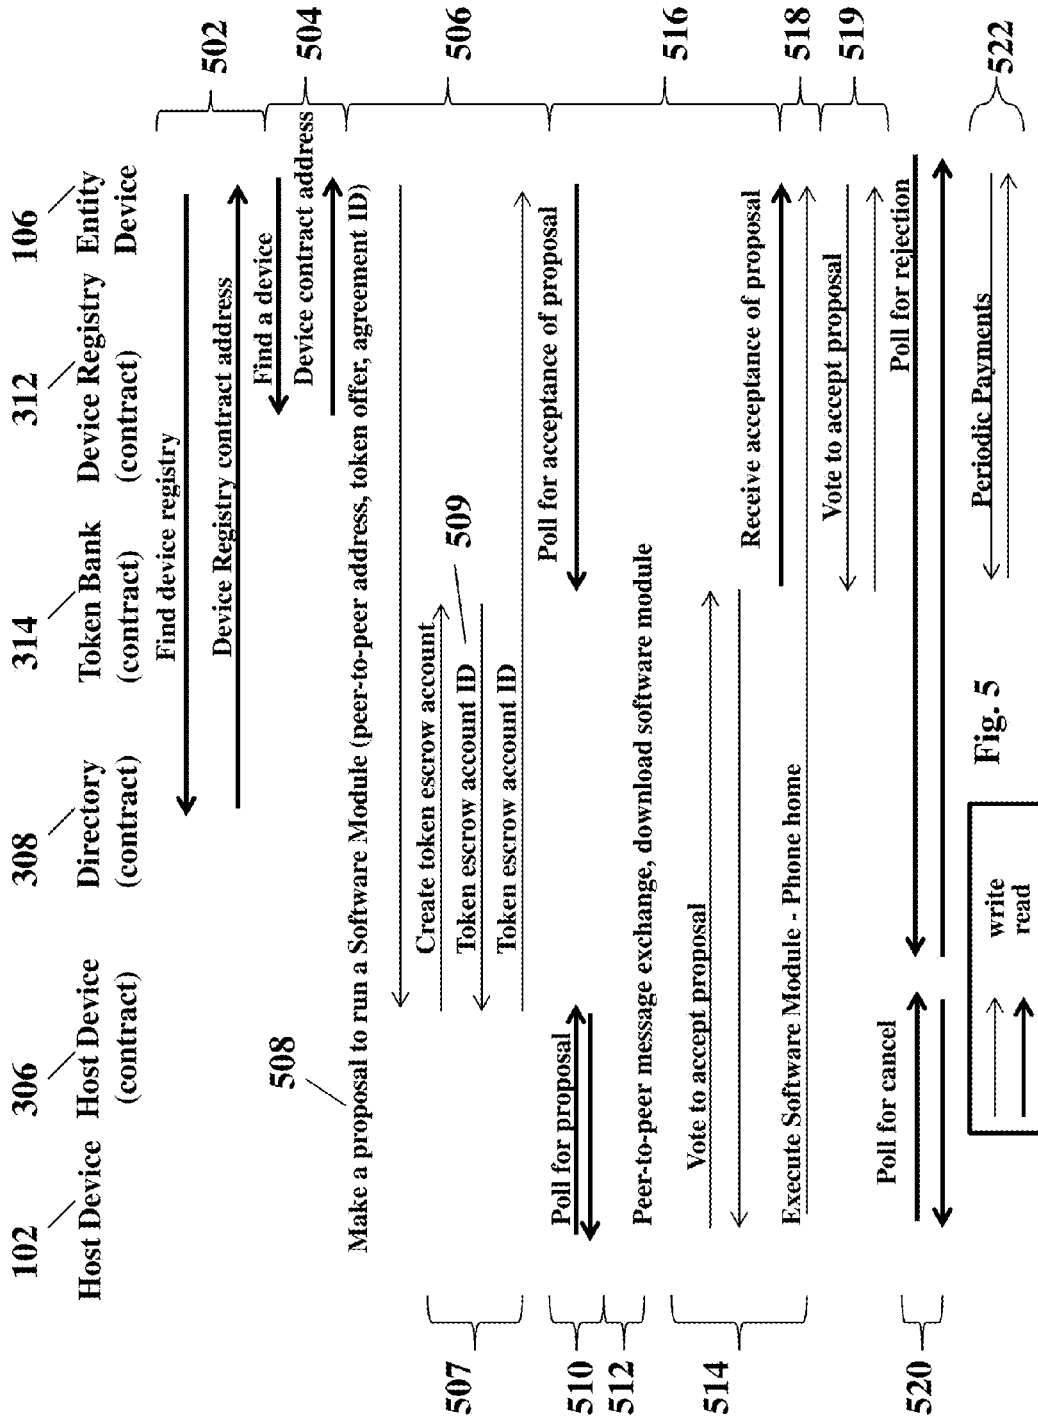 102
306
308
314
312
106
Host Device
Host Device
(contract)
Directory
(contract)
Token Bank
(contract)
Device Registry
(contract)
Entity
Device
Find device registry
502
Device Registry contract address
Find a device
504
Device contract address
508
Make a proposal to run a Software Module (peer-to-peer address, token offer, agreement ID)
506
507
Create token escrow account
Token escrow account ID
509
Token escrow account ID
510
Poll for proposal
Poll for acceptance of proposal
512
Peer-to-peer message exchange, download software module
516
514
Vote to accept proposal
Receive acceptance of proposal
518
Execute Software Module - Phone home
Vote to accept proposal
519
520
Poll for cancel
Poll for rejection
Periodic Payments
522
write
read
Fig. 5